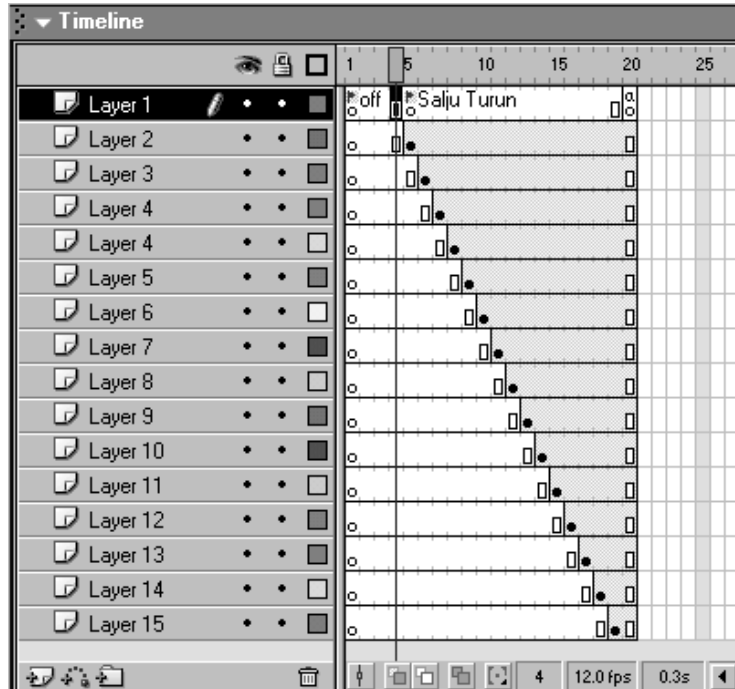 Timeline
1 5 10 15 20 25
Layer 1 off Salju Turun a
Layer 2
Layer 3
Layer 4
Layer 4
Layer 5
Layer 6
Layer 7
Layer 8
Layer 9
Layer 10
Layer 11
Layer 12
Layer 13
Layer 14
Layer 15
4 12.0 fps 0.3s